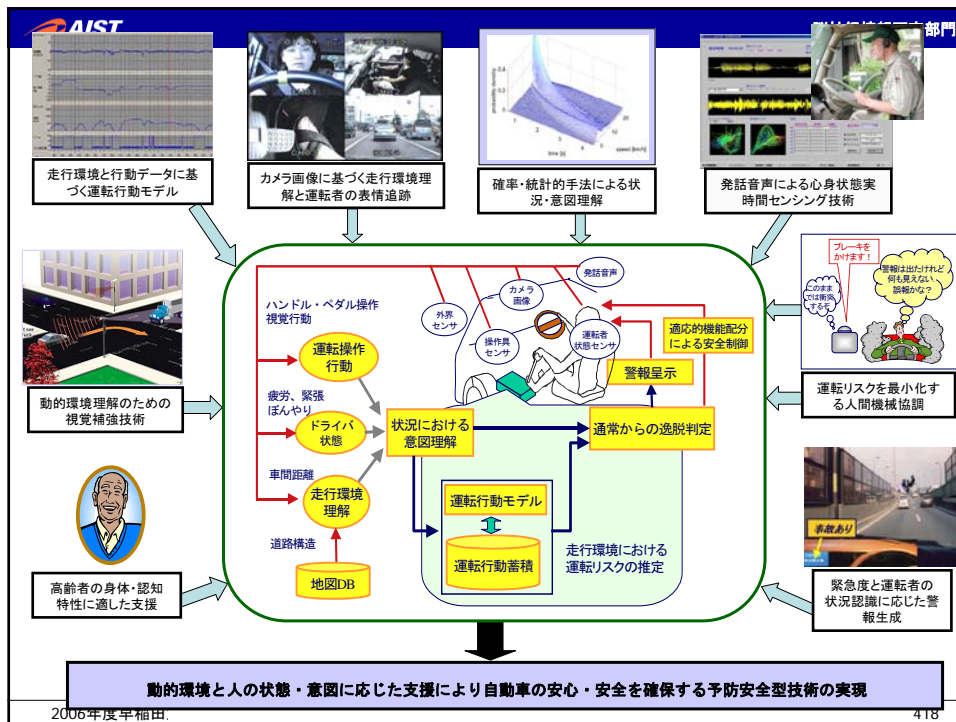 AIST
部門
走行環境と行動データに基
づく運転行動モデル
カメラ画像に基づく走行環境理
解と運転者の表情追跡
確率・統計的手法による状
況・意図理解
発話音声による心身状態実
時間センシング技術
probability density
0.4
0.2
0
time [s]
speed [km/h]
動的環境理解のための
視覚補強技術
高齢者の身体・認知
特性に適した支援
ブレーキを
かけます！
このまま
では衝突
するぞ
警報は出たけれど
何も見えない、
誤報かな？
運転リスクを最小化す
る人間機械協調
事故あり
緊急度と運転者の
状況認識に応じた警
報生成
ハンドル・ペダル操作
視覚行動
運転操作
行動
疲労、緊張
ぼんやり
ドライバ
状態
車間距離
走行環境
理解
道路構造
地図DB
外界
センサ
操作具
センサ
カメラ
画像
発話音声
運転者
状態センサ
適応的機能配分
による安全制御
警報呈示
状況における
意図理解
通常からの逸脱判定
運転行動モデル
運転行動蓄積
走行環境における
運転リスクの推定
動的環境と人の状態・意図に応じた支援により自動車の安心・安全を確保する予防安全型技術の実現
2006年度早稲田
418